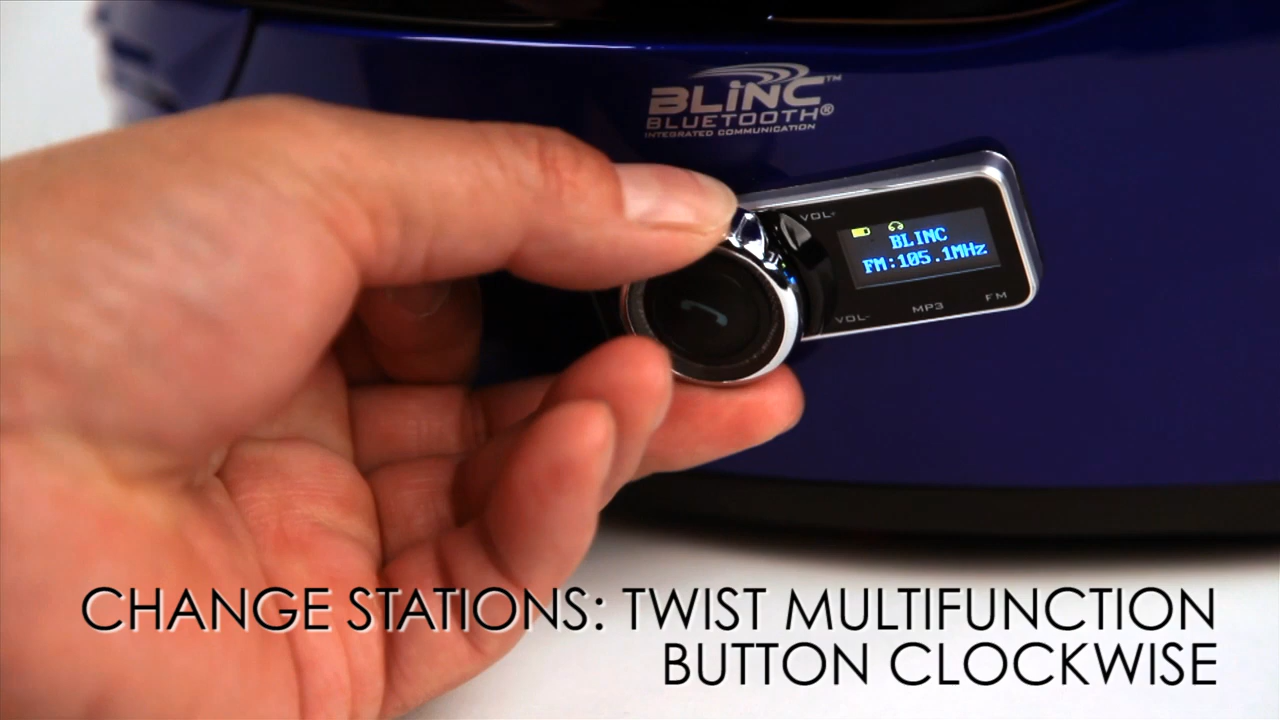 BLiNC™
BLUETOOTH®
INTEGRATED COMMUNICATION
VOL+
BLINC
FM:105.1MHz
VOL-
MP3
FM
CHANGE STATIONS: TWIST MULTIFUNCTION
BUTTON CLOCKWISE